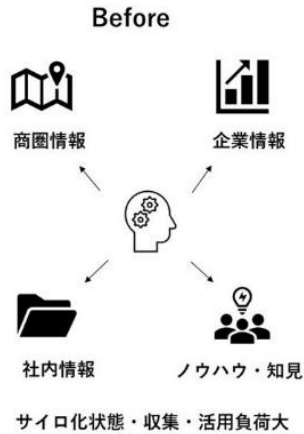 Before
商圏情報
企業情報
社内情報
ノウハウ・知見
サイロ化状態・収集・活用負荷大